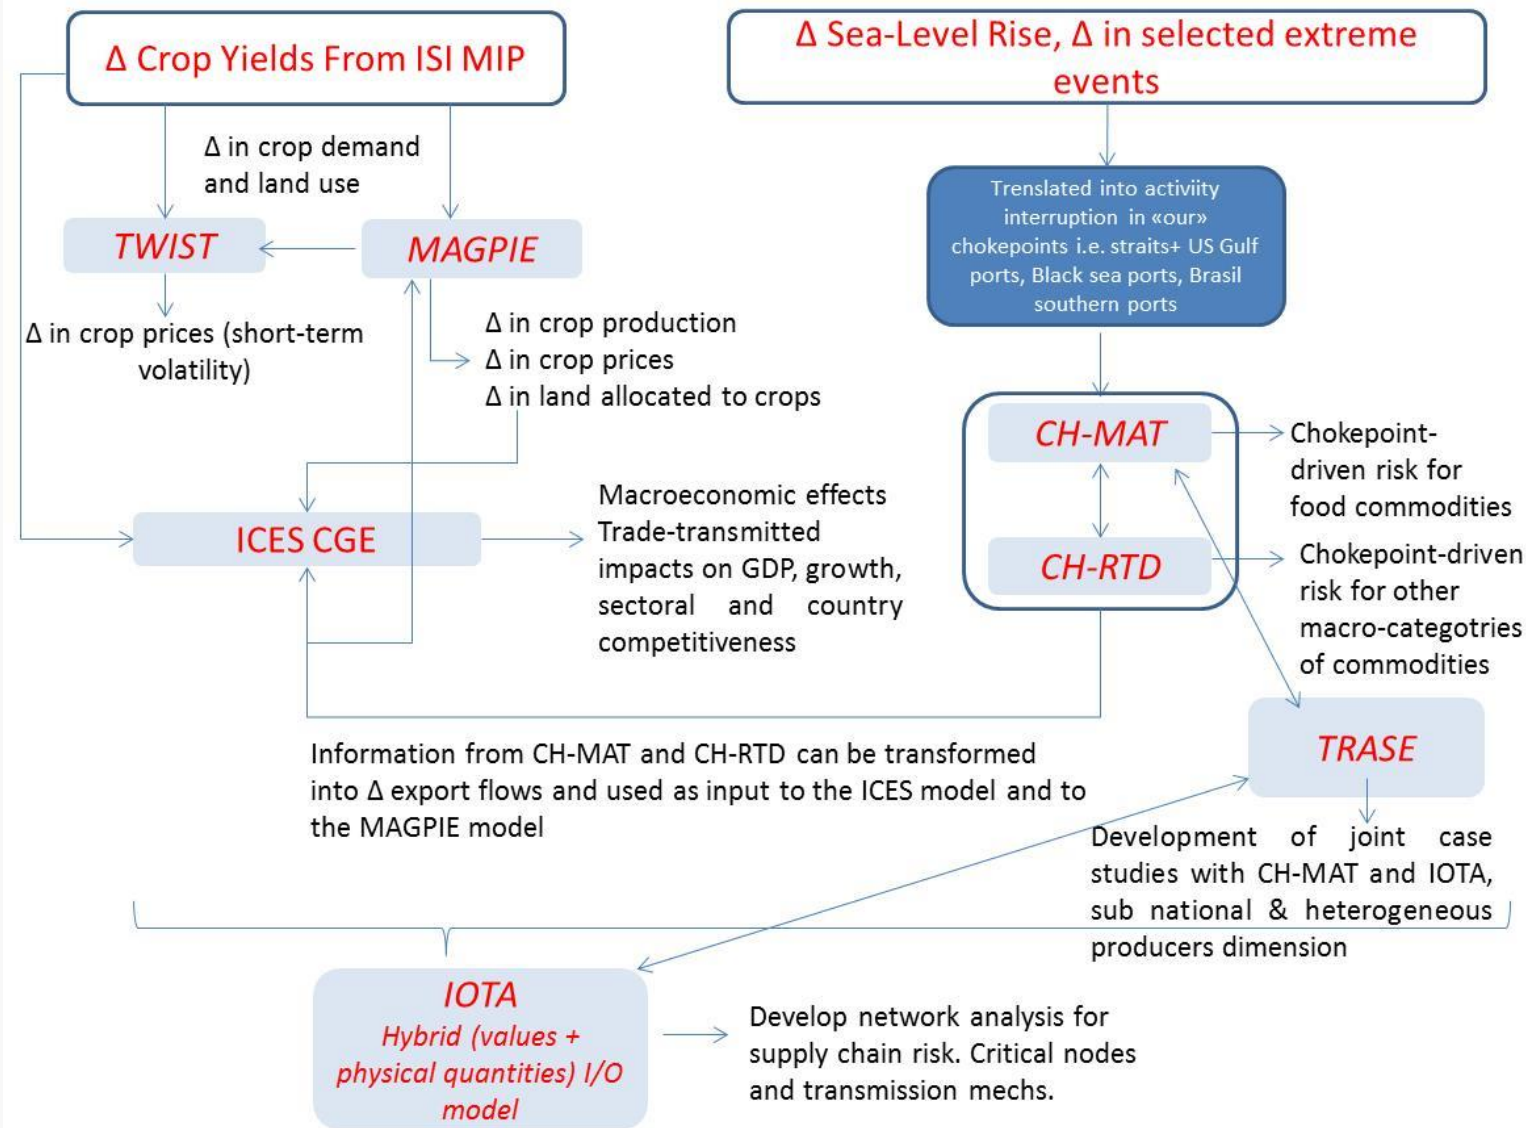 Δ Crop Yields From ISI MIP
Δ Sea-Level Rise, Δ in selected extreme
events
Δ in crop demand
and land use
Trenslated into activiity
interruption in «our»
chokepoints i.e. straits+ US Gulf
ports, Black sea ports, Brasil
southern ports
TWIST
MAGPIE
Δ in crop prices (short-term
volatility)
Δ in crop production
Δ in crop prices
Δ in land allocated to crops
CH-MAT
Chokepoint-
driven risk for
food commodities
ICES CGE
Macroeconomic effects
Trade-transmitted
impacts on GDP, growth,
sectoral and country
competitiveness
CH-RTD
Chokepoint-driven
risk for other
macro-categotries
of commodities
Information from CH-MAT and CH-RTD can be transformed
into Δ export flows and used as input to the ICES model and to
the MAGPIE model
TRASE
Development of joint case
studies with CH-MAT and IOTA,
sub national & heterogeneous
producers dimension
IOTA
Hybrid (values +
physical quantities) I/O
model
Develop network analysis for
supply chain risk. Critical nodes
and transmission mechs.